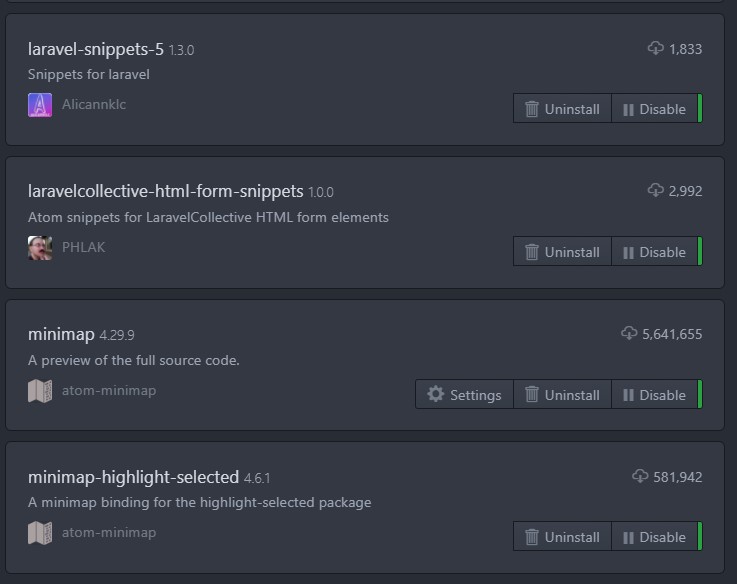 laravel-snippets-5 1.3.0 1,833
Snippets for laravel
Alicannklc Uninstall Disable
laravelcollective-html-form-snippets 1.0.0 2,992
Atom snippets for LaravelCollective HTML form elements
PHLAK Uninstall Disable
minimap 4.29.9 5,641,655
A preview of the full source code.
atom-minimap Settings Uninstall Disable
minimap-highlight-selected 4.6.1 581,942
A minimap binding for the highlight-selected package
atom-minimap Uninstall Disable